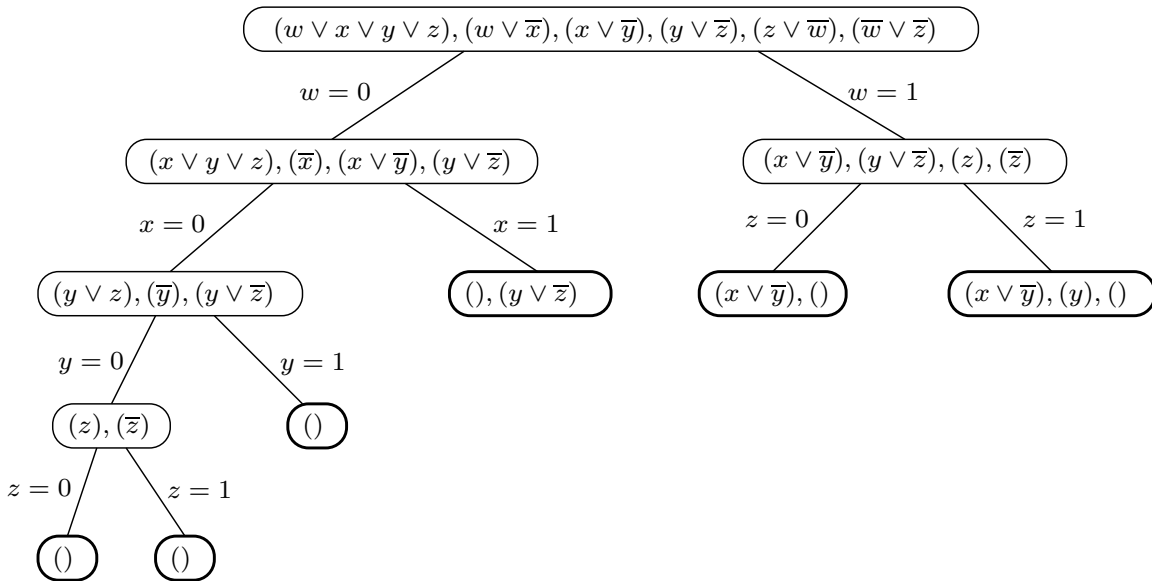 (w ∨ x ∨ y ∨ z), (w ∨ x̅), (x ∨ y̅), (y ∨ z̅), (z ∨ w̅), (w̅ ∨ z̅)
w = 0 w = 1
(x ∨ y ∨ z), (x̅), (x ∨ y̅), (y ∨ z̅) (x ∨ y̅), (y ∨ z̅), (z), (z̅)
x = 0 x = 1 z = 0 z = 1
(y ∨ z), (y̅), (y ∨ z̅) (), (y ∨ z̅) (x ∨ y̅), () (x ∨ y̅), (y), ()
y = 0 y = 1
(z), (z̅) ()
z = 0 z = 1
() ()